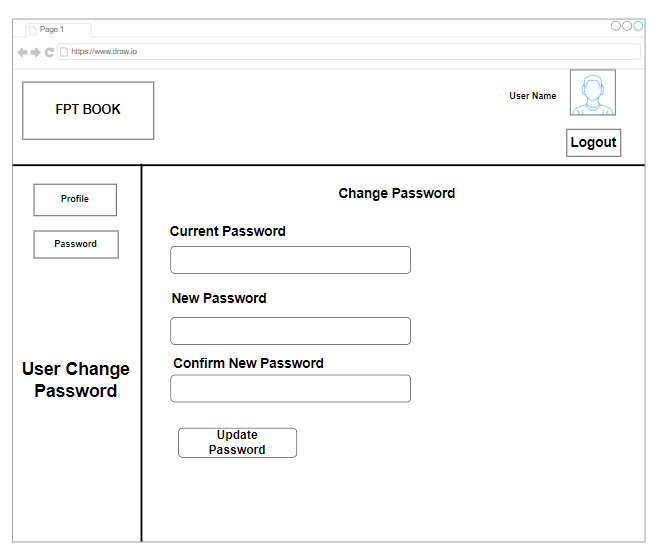 Page 1
https://www.draw.io
FPT BOOK
User Name
Logout
Profile
Password
User Change
Password
Change Password
Current Password
New Password
Confirm New Password
Update
Password